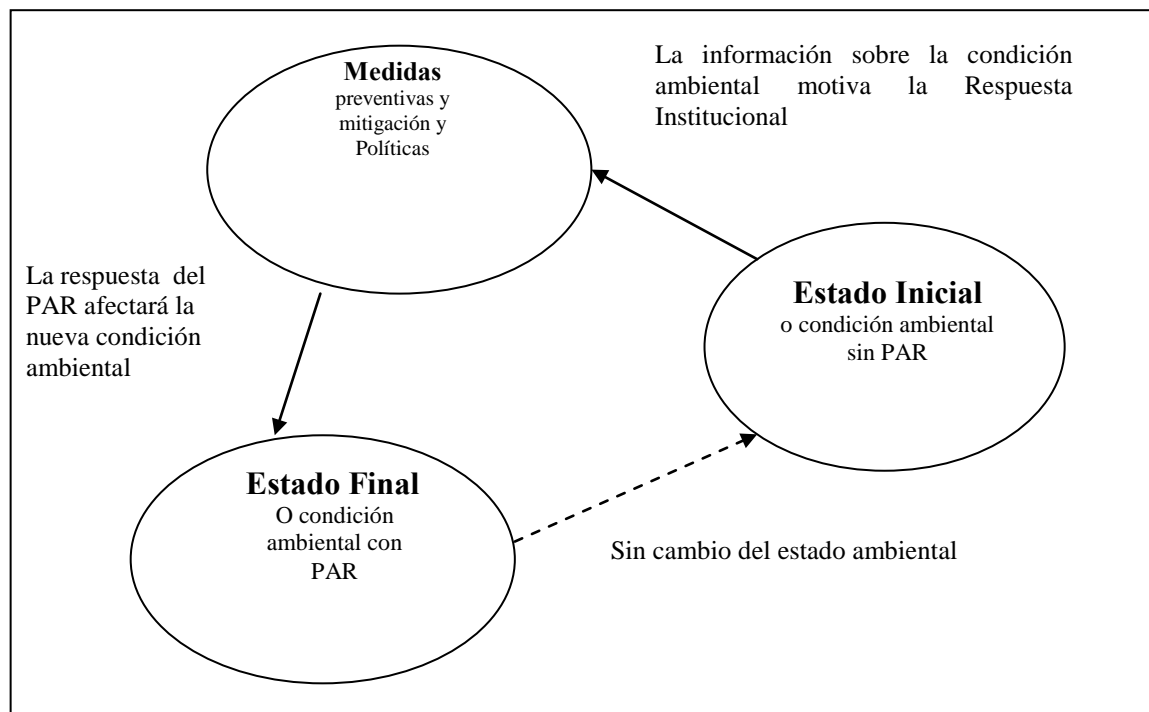 Medidas
preventivas y
mitigación y
Políticas
La información sobre la condición
ambiental motiva la Respuesta
Institucional
La respuesta del
PAR afectará la
nueva condición
ambiental
Estado Inicial
o condición ambiental
sin PAR
Estado Final
O condición
ambiental con
PAR
Sin cambio del estado ambiental